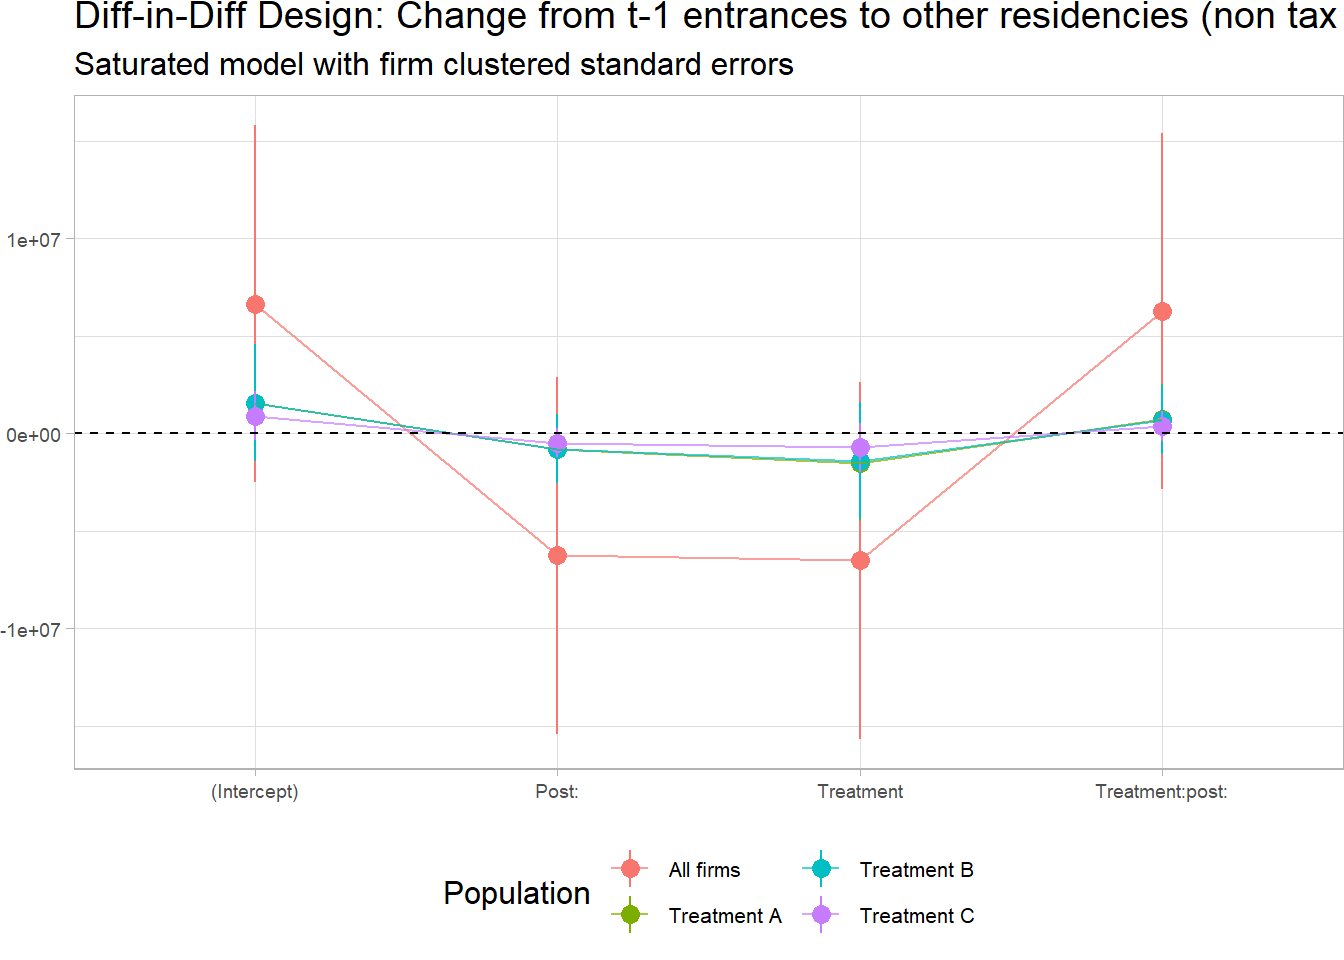 Diff-in-Diff Design: Change from t-1 entrances to other residencies (non tax
Saturated model with firm clustered standard errors
1e+07
0e+00
-1e+07
(Intercept) Post: Treatment Treatment:post:
Population
All firms Treatment B
Treatment A Treatment C